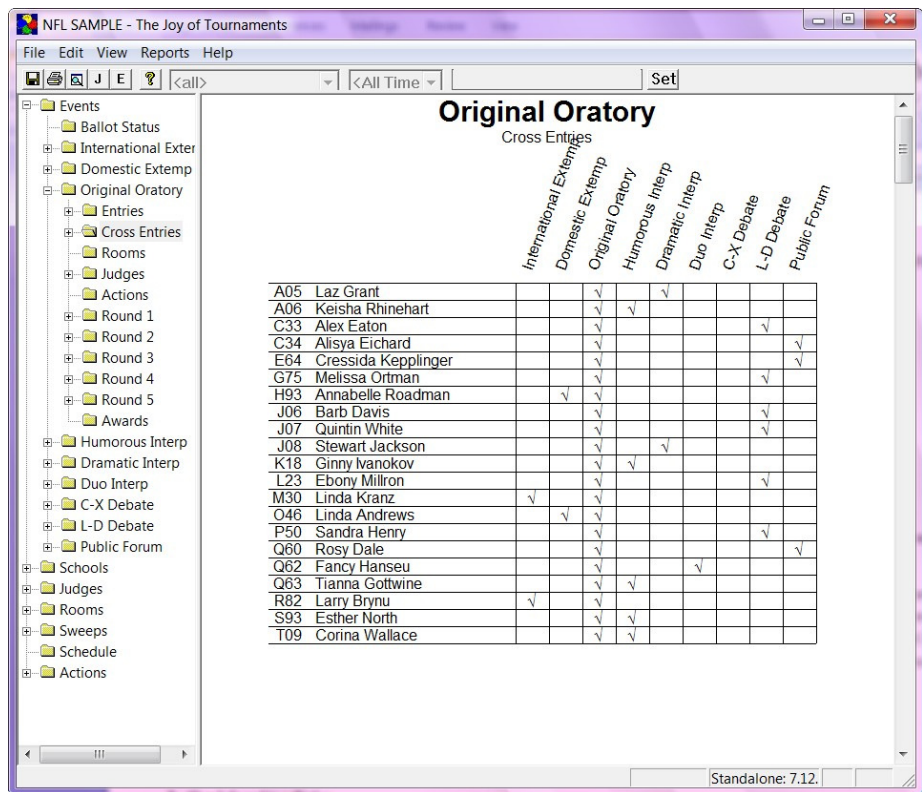 NFL SAMPLE - The Joy of Tournaments
File Edit View Reports Help
J E <all> <All Time Set
Events
Ballot Status
International Exter
Domestic Extemp
Original Oratory
Entries
Cross Entries
Rooms
Judges
Actions
Round 1
Round 2
Round 3
Round 4
Round 5
Awards
Humorous Interp
Dramatic Interp
Duo Interp
C-X Debate
L-D Debate
Public Forum
Schools
Judges
Rooms
Sweeps
Schedule
Actions
Original Oratory
Cross Entries
International Extemp
Domestic Extemp
Original Oratory
Humorous Interp
Dramatic Interp
Duo Interp
C-X Debate
L-D Debate
Public Forum
A05 Laz Grant √ √
A06 Keisha Rhinehart √ √
C33 Alex Eaton √ √
C34 Alisya Eichard √ √
E64 Cressida Kepplinger √ √
G75 Melissa Ortman √ √
H93 Annabelle Roadman √ √
J06 Barb Davis √ √
J07 Quintin White √ √
J08 Stewart Jackson √ √
K18 Ginny Ivanokov √ √
L23 Ebony Millron √ √
M30 Linda Kranz √ √
O46 Linda Andrews √ √
P50 Sandra Henry √ √
Q60 Rosy Dale √ √
Q62 Fancy Hanseu √ √
Q63 Tianna Gottwine √ √
R82 Larry Brynu √ √
S93 Esther North √ √
T09 Corina Wallace √ √
Standalone: 7.12.